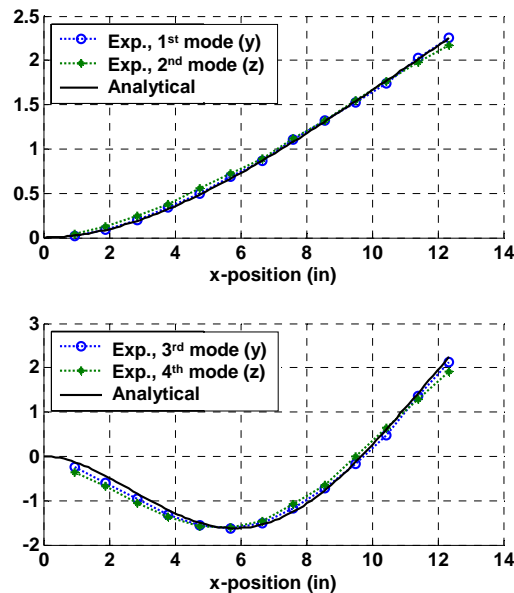 2.5
2
1.5
1
0.5
0
Exp., 1st mode (y)
Exp., 2nd mode (z)
Analytical
0 2 4 6 8 10 12 14
x-position (in)
3
2
1
0
-1
-2
Exp., 3rd mode (y)
Exp., 4th mode (z)
Analytical
0 2 4 6 8 10 12 14
x-position (in)